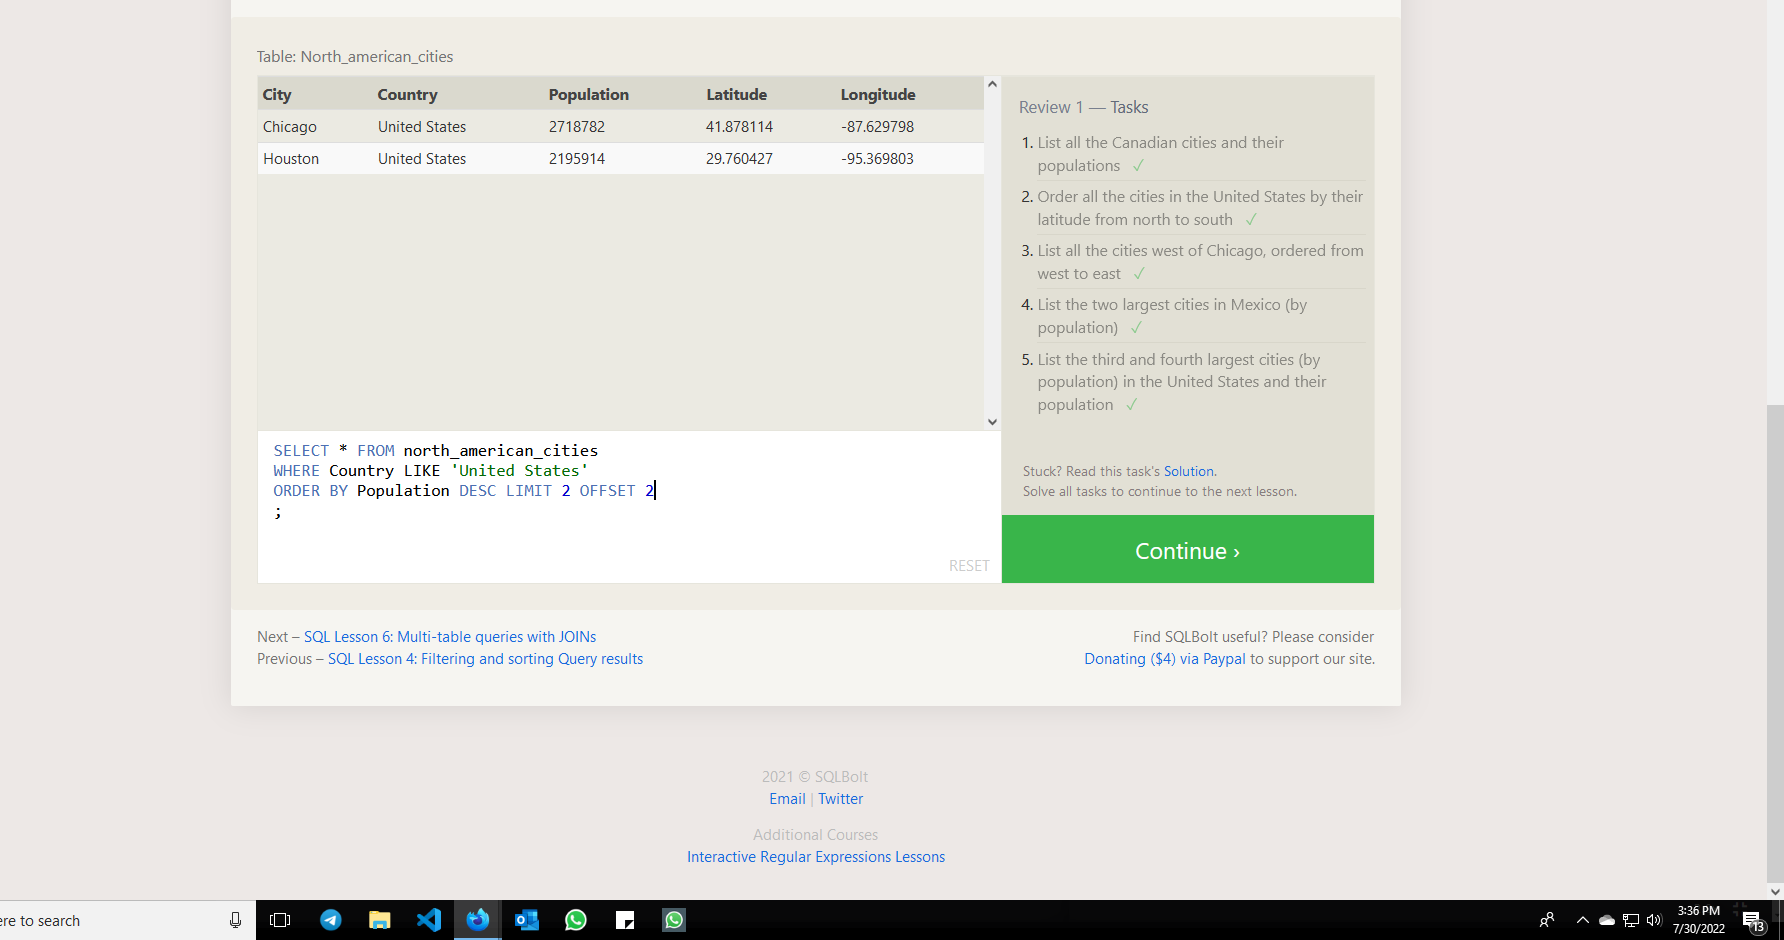 Table: North_american_cities
City Country Population Latitude Longitude
Chicago United States 2718782 41.878114 -87.629798
Houston United States 2195914 29.760427 -95.369803
SELECT * FROM north_american_cities
WHERE Country LIKE 'United States'
ORDER BY Population DESC LIMIT 2 OFFSET 2
;
RESET
Review 1 — Tasks
1. List all the Canadian cities and their
populations ✓
2. Order all the cities in the United States by their
latitude from north to south ✓
3. List all the cities west of Chicago, ordered from
west to east ✓
4. List the two largest cities in Mexico (by
population) ✓
5. List the third and fourth largest cities (by
population) in the United States and their
population ✓
Stuck? Read this task's Solution.
Solve all tasks to continue to the next lesson.
Continue ›
Next – SQL Lesson 6: Multi-table queries with JOINs
Previous – SQL Lesson 4: Filtering and sorting Query results
Find SQLBolt useful? Please consider
Donating ($4) via Paypal to support our site.
2021 © SQLBolt
Email | Twitter
Additional Courses
Interactive Regular Expressions Lessons
ere to search
3:36 PM
7/30/2022
13